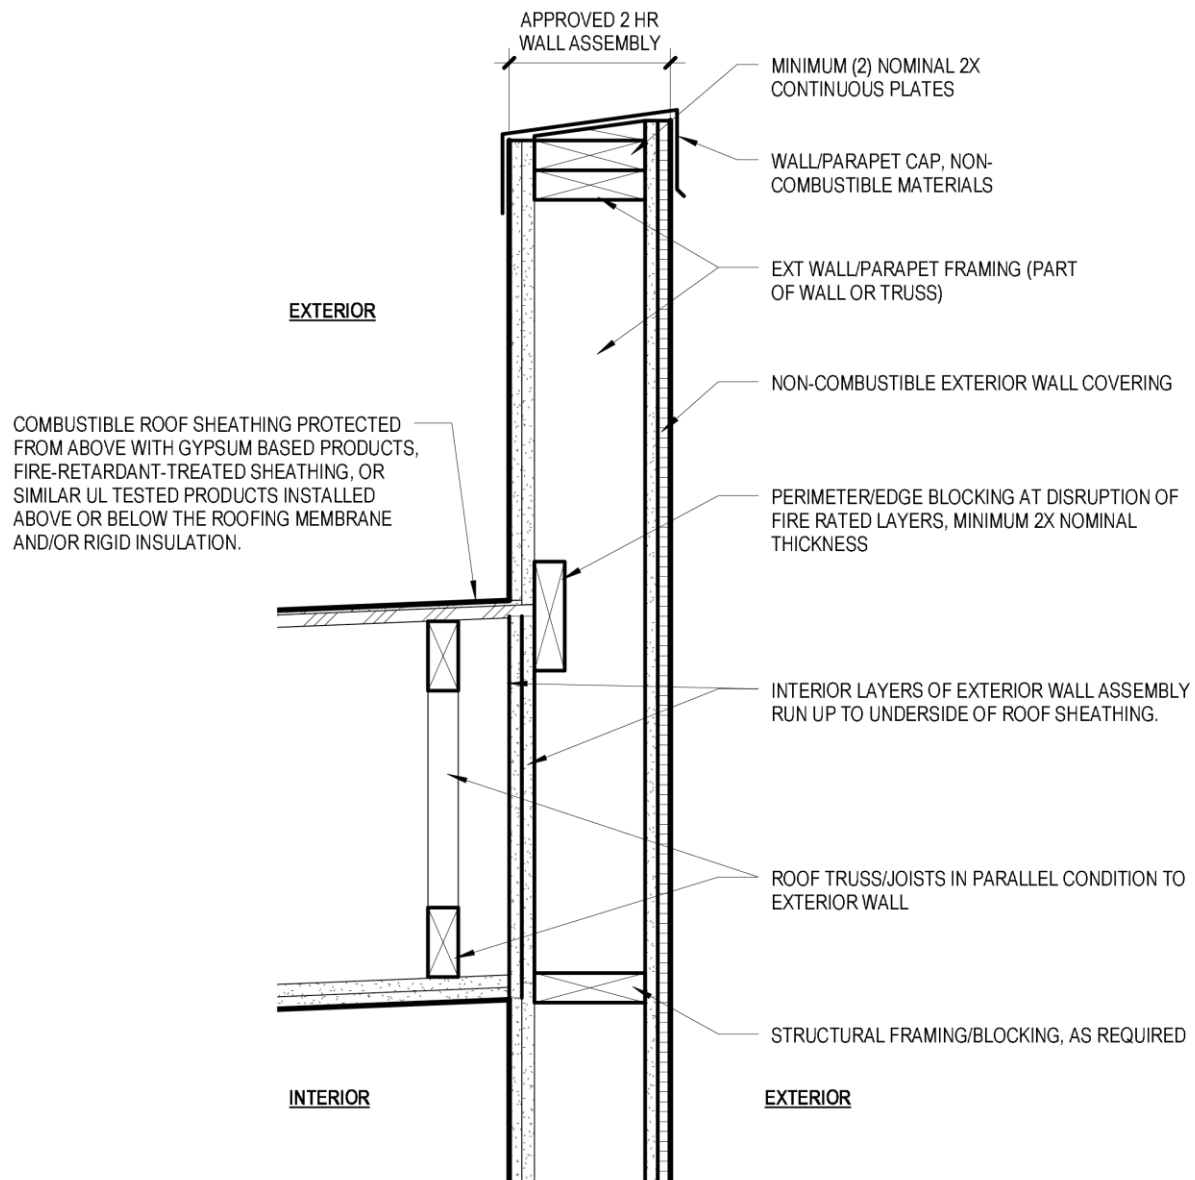 APPROVED 2 HR
WALL ASSEMBLY
MINIMUM (2) NOMINAL 2X
CONTINUOUS PLATES
WALL/PARAPET CAP, NON-
COMBUSTIBLE MATERIALS
EXT WALL/PARAPET FRAMING (PART
OF WALL OR TRUSS)
EXTERIOR
NON-COMBUSTIBLE EXTERIOR WALL COVERING
COMBUSTIBLE ROOF SHEATHING PROTECTED
FROM ABOVE WITH GYPSUM BASED PRODUCTS,
FIRE-RETARDANT-TREATED SHEATHING, OR
SIMILAR UL TESTED PRODUCTS INSTALLED
ABOVE OR BELOW THE ROOFING MEMBRANE
AND/OR RIGID INSULATION.
PERIMETER/EDGE BLOCKING AT DISRUPTION OF
FIRE RATED LAYERS, MINIMUM 2X NOMINAL
THICKNESS
INTERIOR LAYERS OF EXTERIOR WALL ASSEMBLY
RUN UP TO UNDERSIDE OF ROOF SHEATHING.
ROOF TRUSS/JOISTS IN PARALLEL CONDITION TO
EXTERIOR WALL
STRUCTURAL FRAMING/BLOCKING, AS REQUIRED
INTERIOR
EXTERIOR